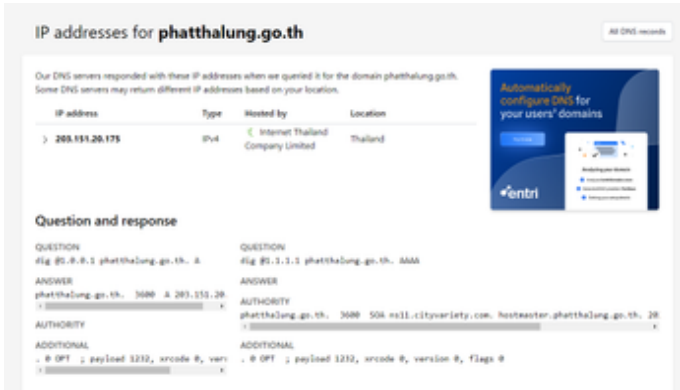 IP addresses for phatthalung.go.th
All DNS records
Our DNS servers responded with these IP addresses when we queried it for the domain phatthalung.go.th.
Some DNS servers may return different IP addresses based on your location.
IP address Type Hosted by Location
203.151.20.175 IPv4 Internet Thailand Company Limited Thailand
Automatically
configure DNS for
your users' domains
Analyzing your domain
entri
Question and response
QUESTION
dig @1.0.0.1 phatthalung.go.th. A
ANSWER
phatthalung.go.th. 3600 A 203.151.20
AUTHORITY
ADDITIONAL
. 0 OPT ; payload 1232, xrcode 0, vers
QUESTION
dig @1.1.1.1 phatthalung.go.th. AAAA
ANSWER
AUTHORITY
phatthalung.go.th. 3600 SOA ns11.cityvariety.com. hostmaster.phatthalung.go.th. 20
ADDITIONAL
. 0 OPT ; payload 1232, xrcode 0, version 0, flags 0